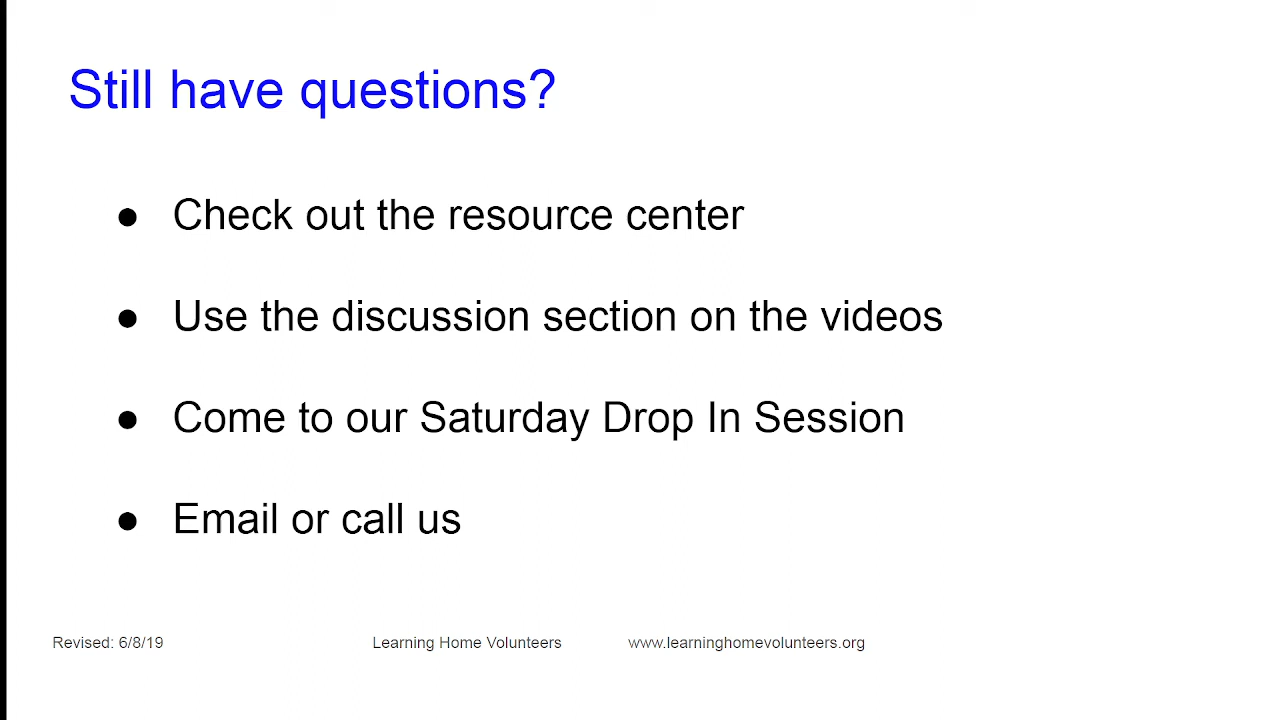 Still have questions?
● Check out the resource center
● Use the discussion section on the videos
● Come to our Saturday Drop In Session
● Email or call us
Revised: 6/8/19 Learning Home Volunteers www.learninghomevolunteers.org